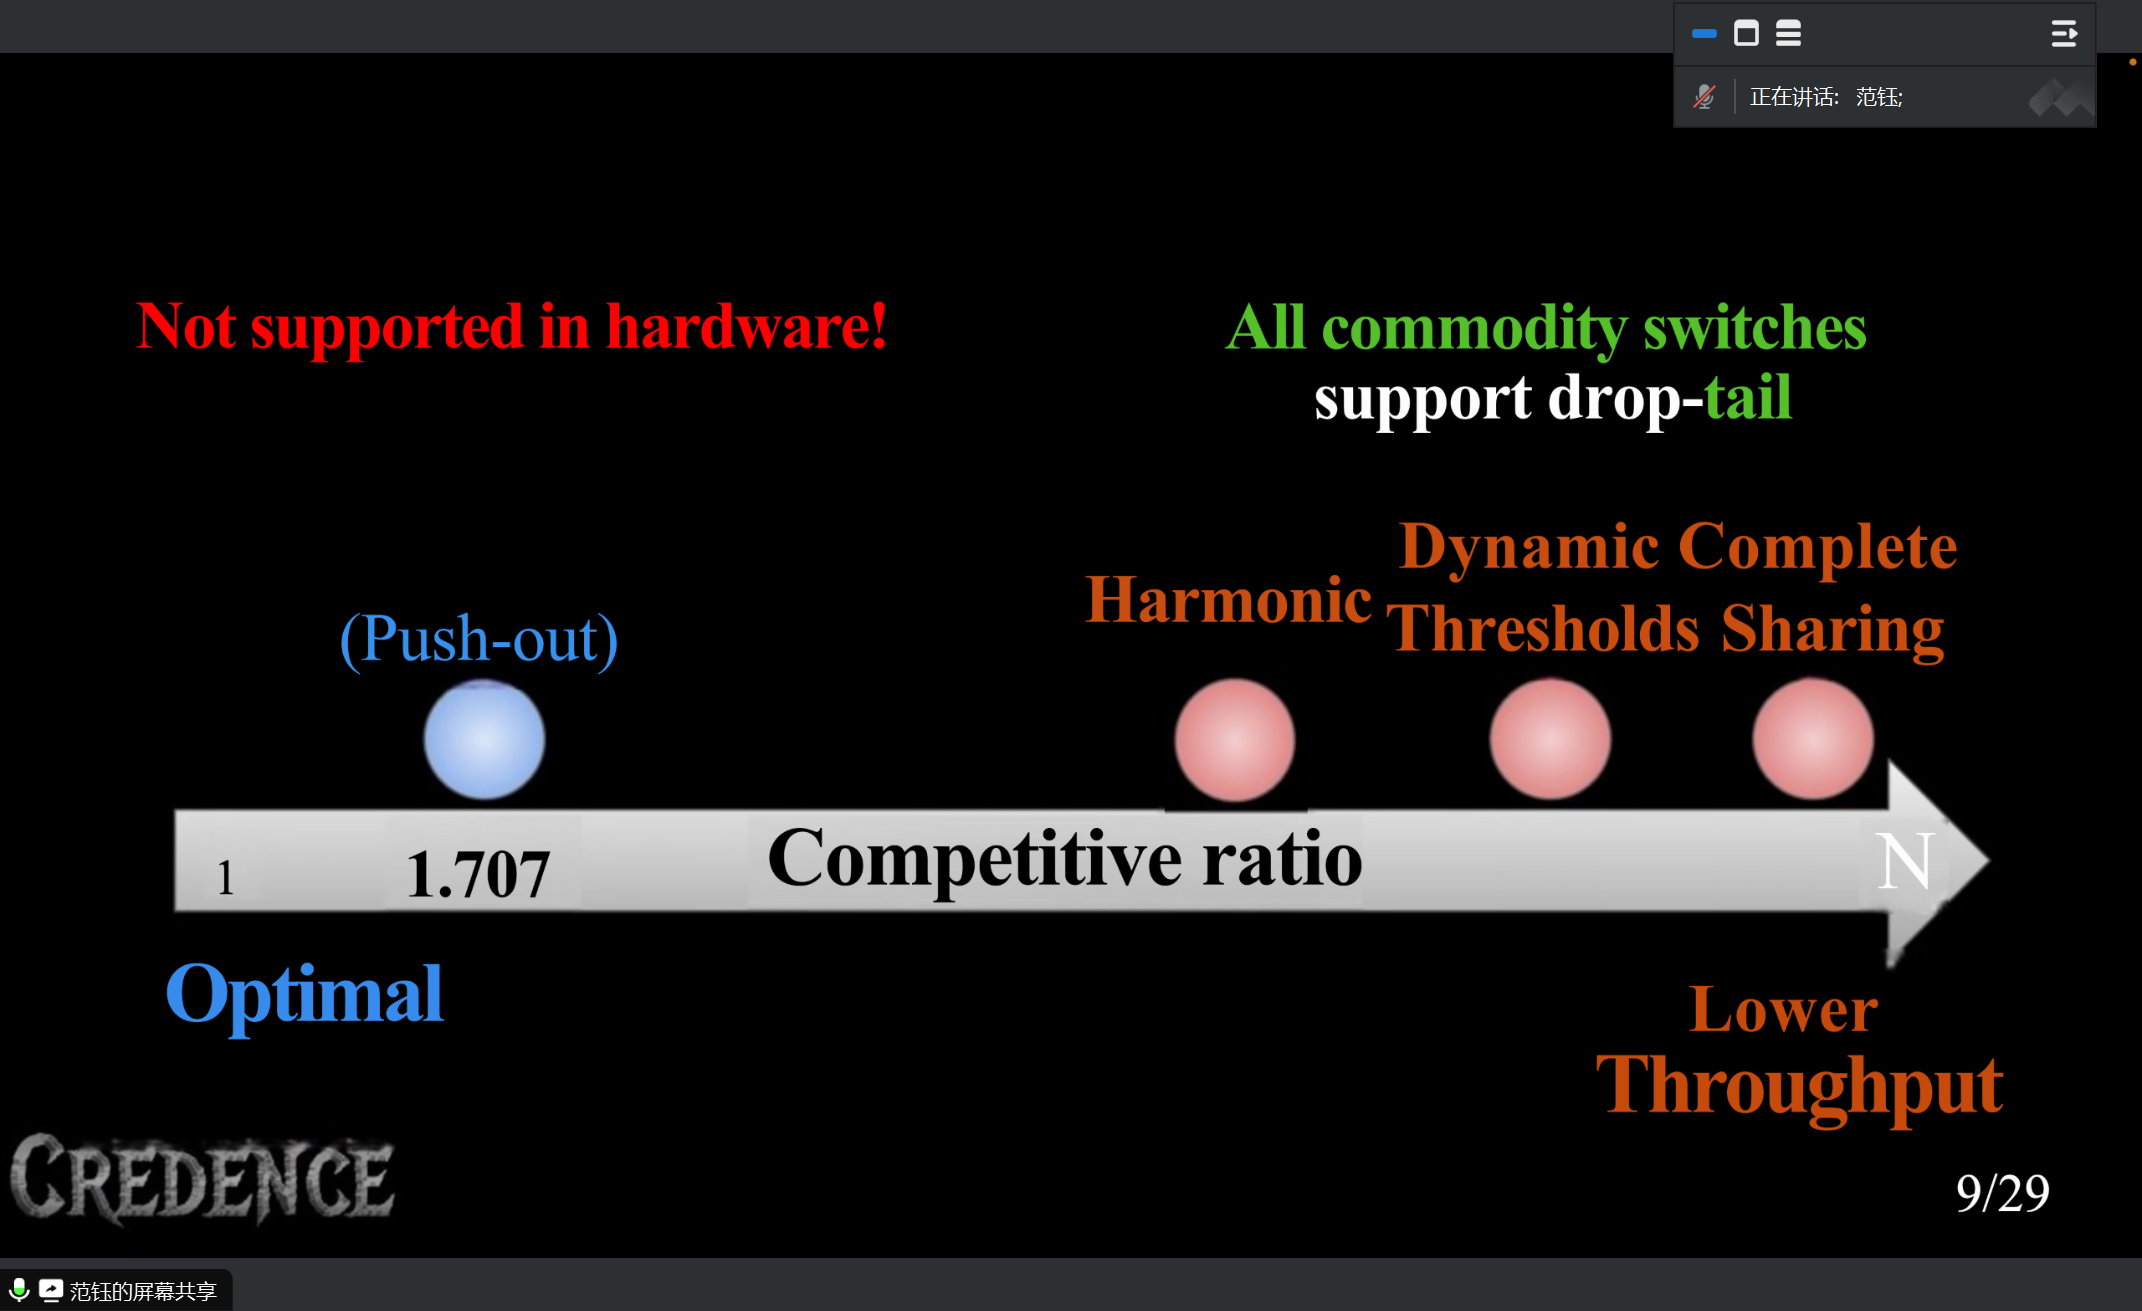 正在讲话: 范钰;
Not supported in hardware!
All commodity switches
support drop-tail
(Push-out)
Harmonic
Dynamic
Thresholds
Complete
Sharing
1
1.707
Competitive ratio
N
Optimal
Lower
Throughput
CREDENCE
9/29
范钰的屏幕共享